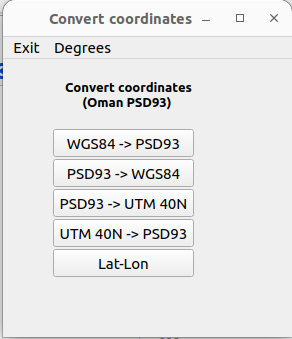 Convert coordinates
Exit Degrees
Convert coordinates
(Oman PSD93)
WGS84 -> PSD93
PSD93 -> WGS84
PSD93 -> UTM 40N
UTM 40N -> PSD93
Lat-Lon